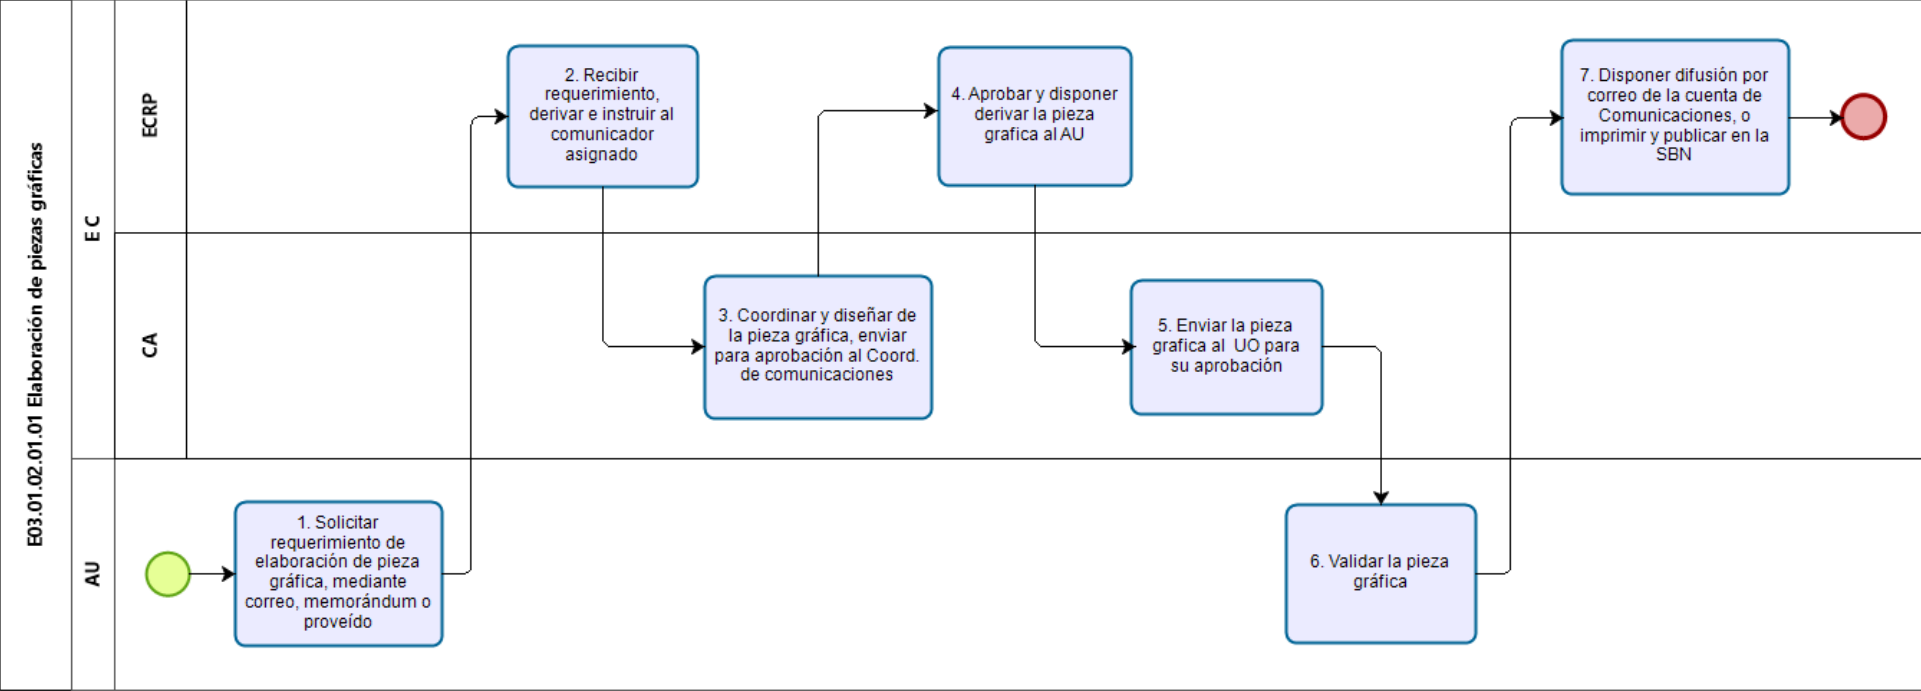 E03.01.02.01.01 Elaboración de piezas gráficas
E C
ECRP
CA
AU
1. Solicitar
requerimiento de
elaboración de pieza
gráfica, mediante
correo, memorándum o
proveído
2. Recibir
requerimiento,
derivar e instruir al
comunicador
asignado
3. Coordinar y diseñar de
la pieza gráfica, enviar
para aprobación al Coord.
de comunicaciones
4. Aprobar y disponer
derivar la pieza
grafica al AU
5. Enviar la pieza
grafica al UO para
su aprobación
6. Validar la pieza
gráfica
7. Disponer difusión por
correo de la cuenta de
Comunicaciones, o
imprimir y publicar en la
SBN